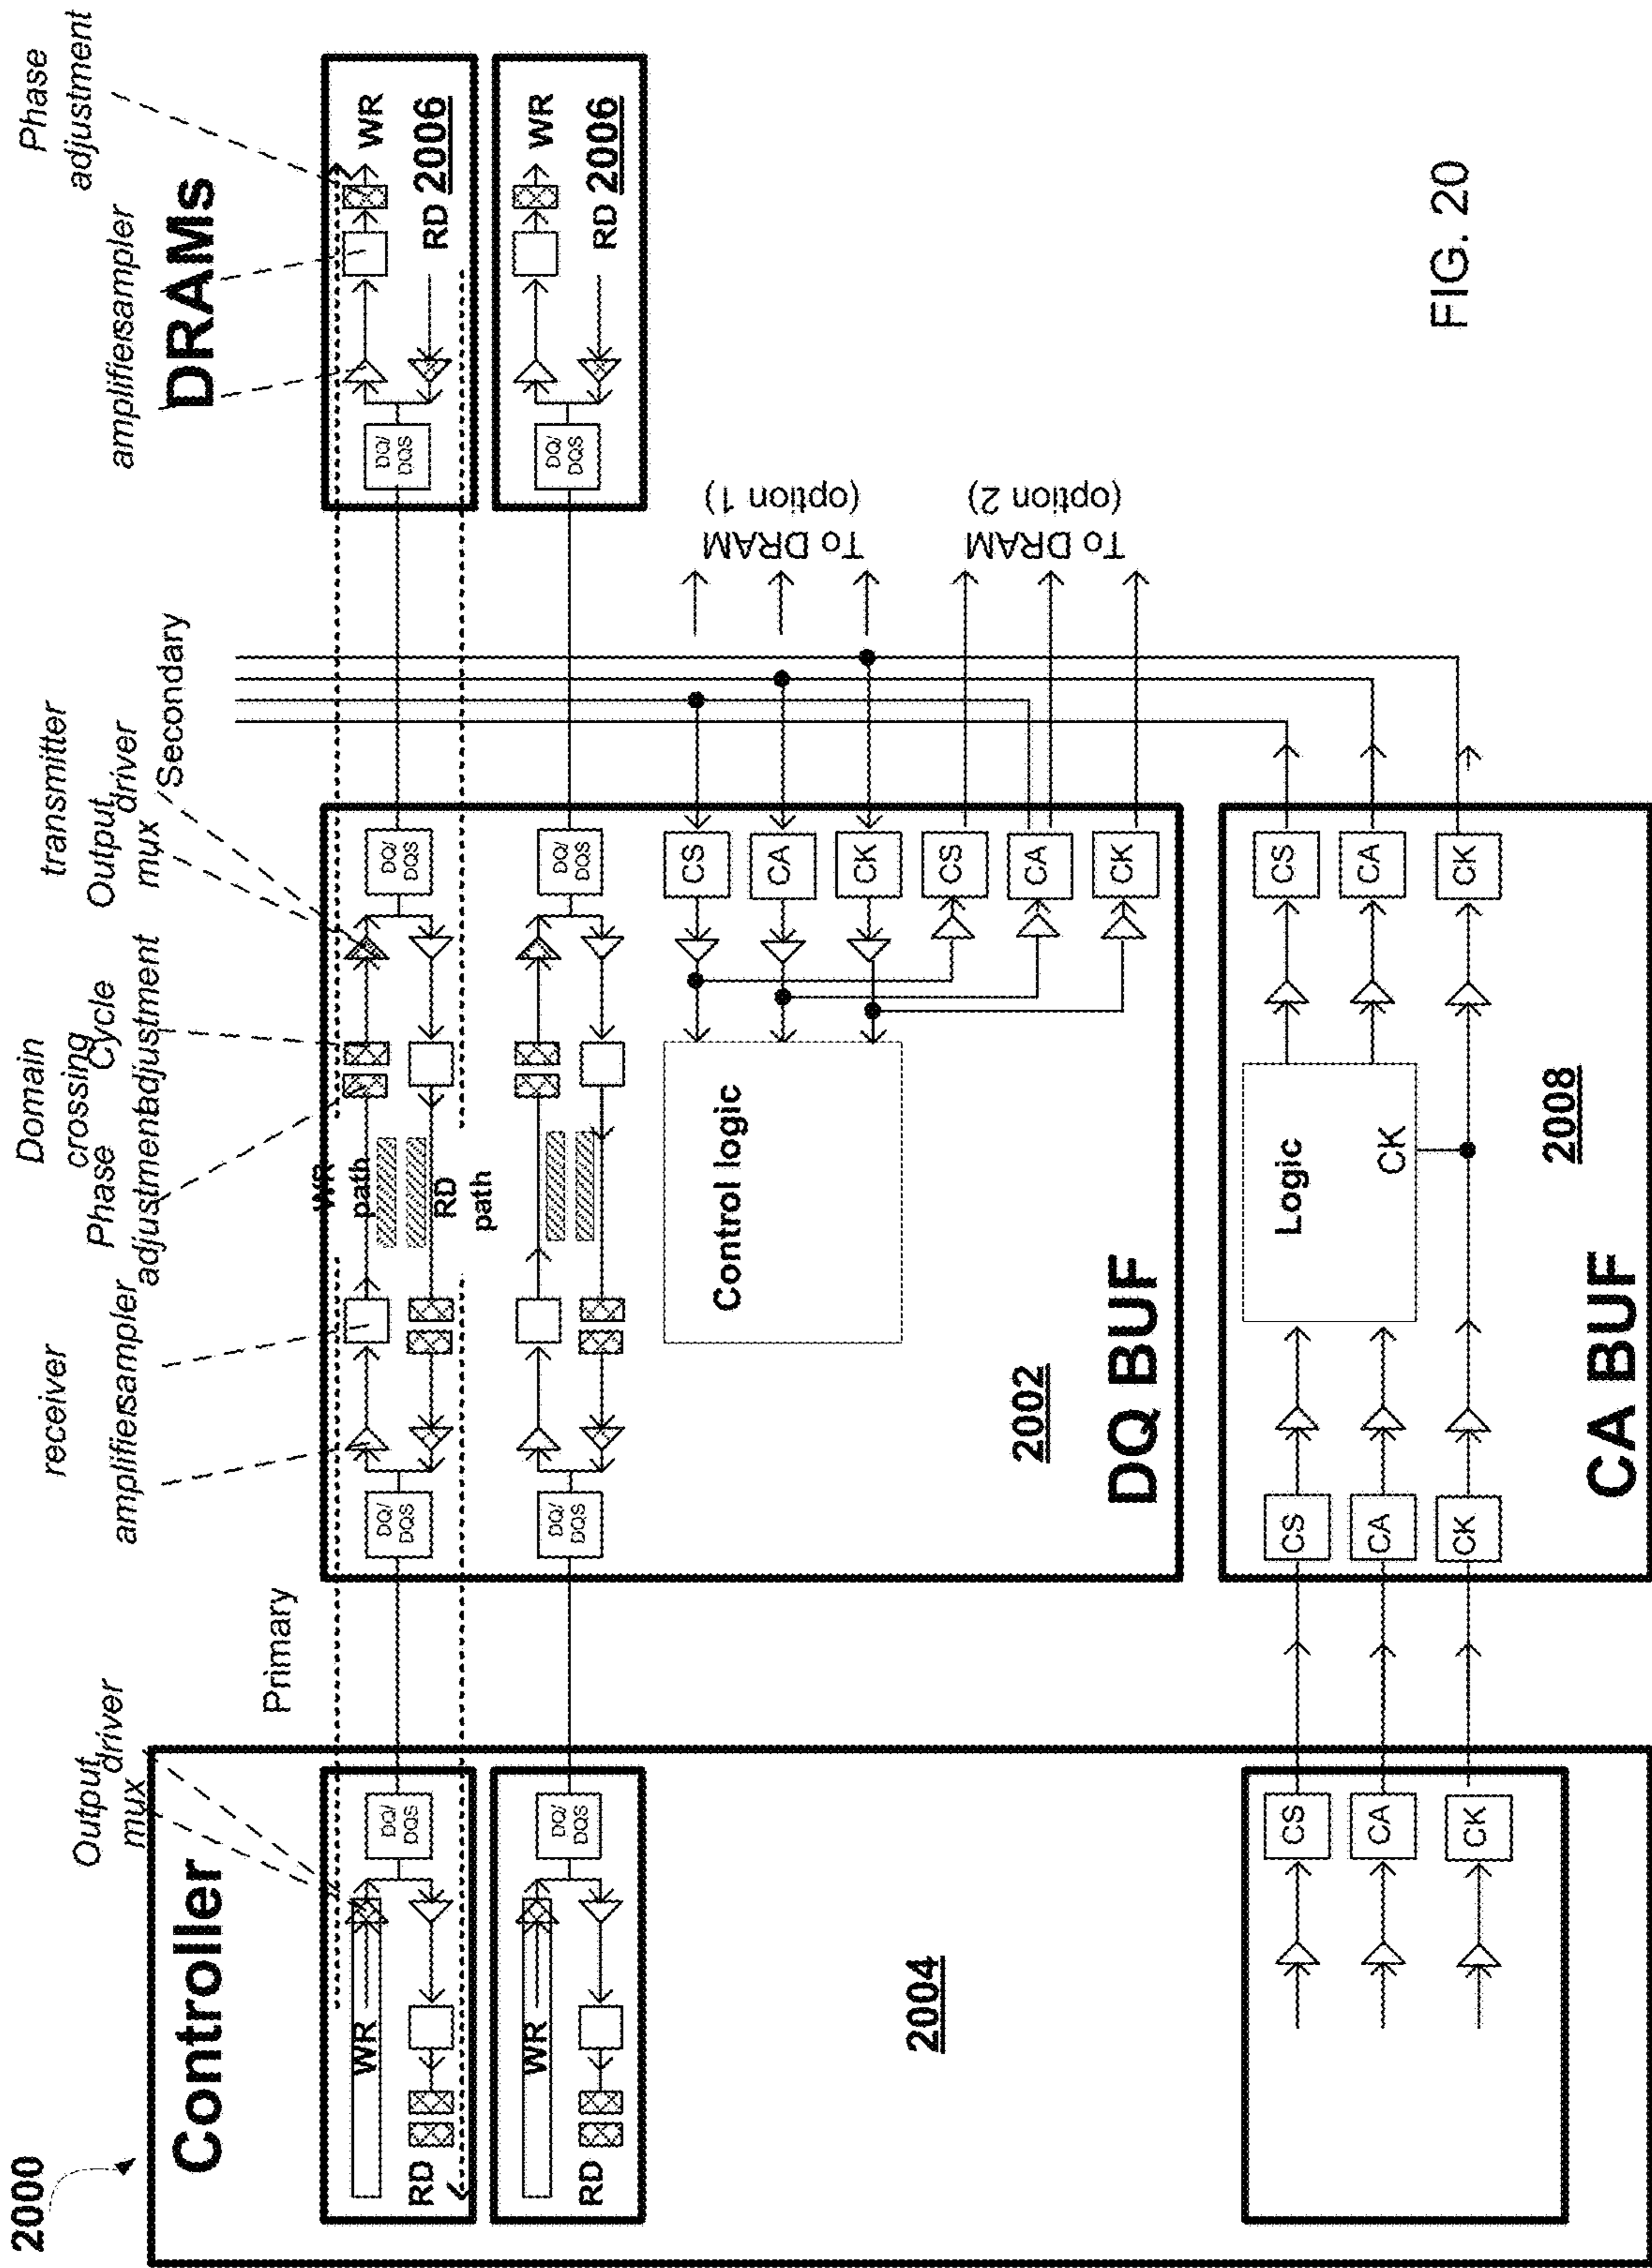 2000
Controller
Output
driver
mux
WR
RD
DQ/
DQS
WR
RD
DQ/
DQS
2004
CS
CA
CK
Primary
receiver
amplifier
sampler
Domain
crossing
Phase
adjustment
Cycle
adjustment
transmitter
Output
driver
mux
Secondary
DQ/
DQS
WR
path
RD
path
DQ/
DQS
DQ/
DQS
DQ/
DQS
Control logic
CS
CA
CK
CS
CA
CK
2002
DQ BUF
To DRAM
(option 1)
To DRAM
(option 2)
CS
CA
CK
Logic
CK
CS
CA
CK
2008
CA BUF
Phase
adjustment
amplifier
sampler
DRAMs
DQ/
DQS
WR
RD
2006
DQ/
DQS
WR
RD
2006
FIG. 20